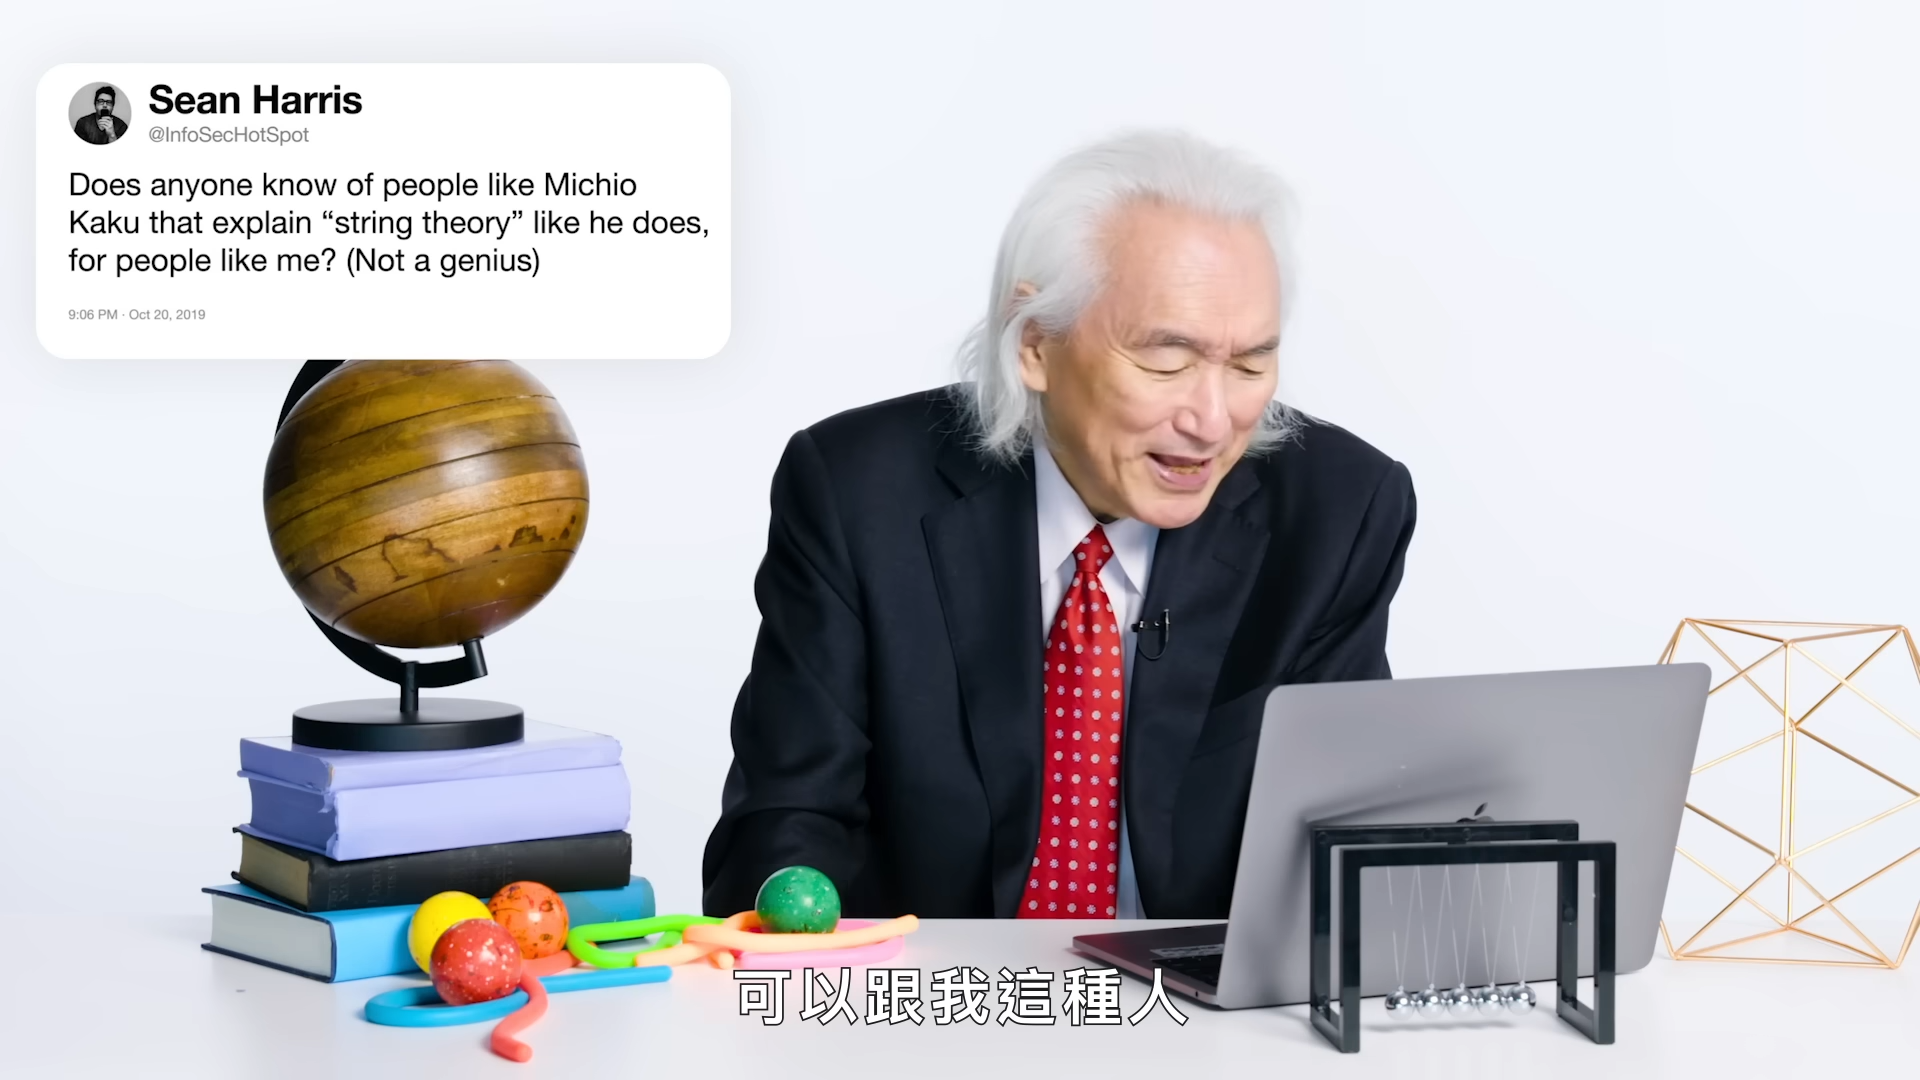 Sean Harris
@InfoSecHotSpot
Does anyone know of people like Michio
Kaku that explain “string theory” like he does,
for people like me? (Not a genius)
9:06 PM · Oct 20, 2019
可以跟我這種人